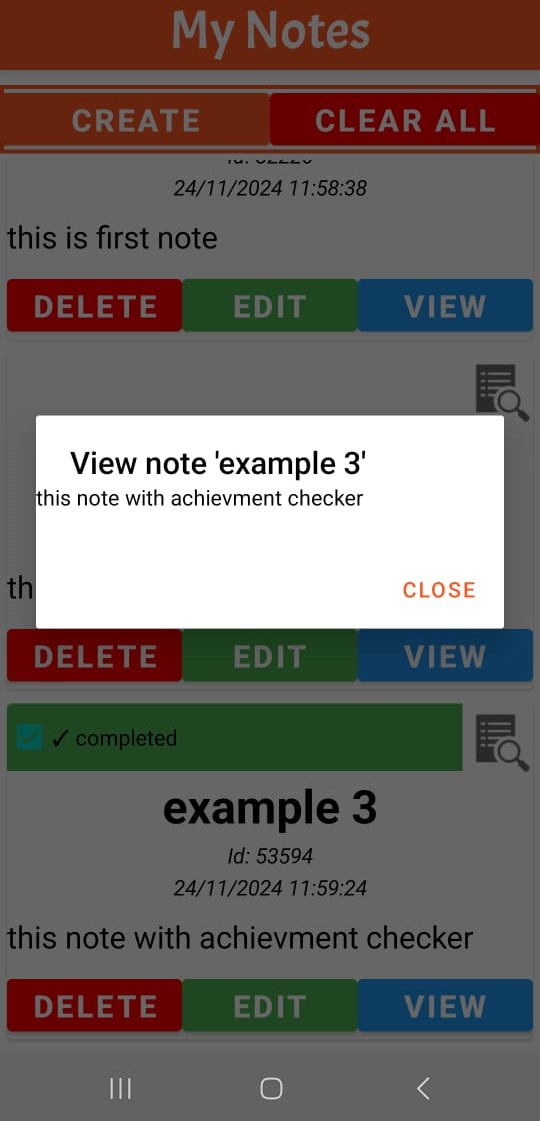 My Notes
CREATE CLEAR ALL
24/11/2024 11:58:38
this is first note
DELETE EDIT VIEW
View note 'example 3'
this note with achievment checker
CLOSE
th
DELETE EDIT VIEW
✓ completed
example 3
Id: 53594
24/11/2024 11:59:24
this note with achievment checker
DELETE EDIT VIEW